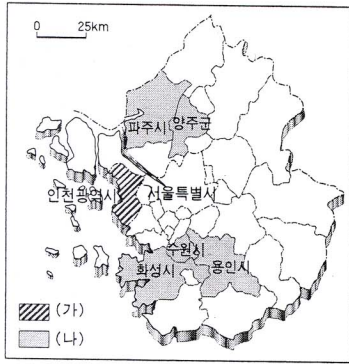 0 25km
파주시
양주군
인천광역시
서울특별시
수원시
화성시
용인시
(가)
(나)